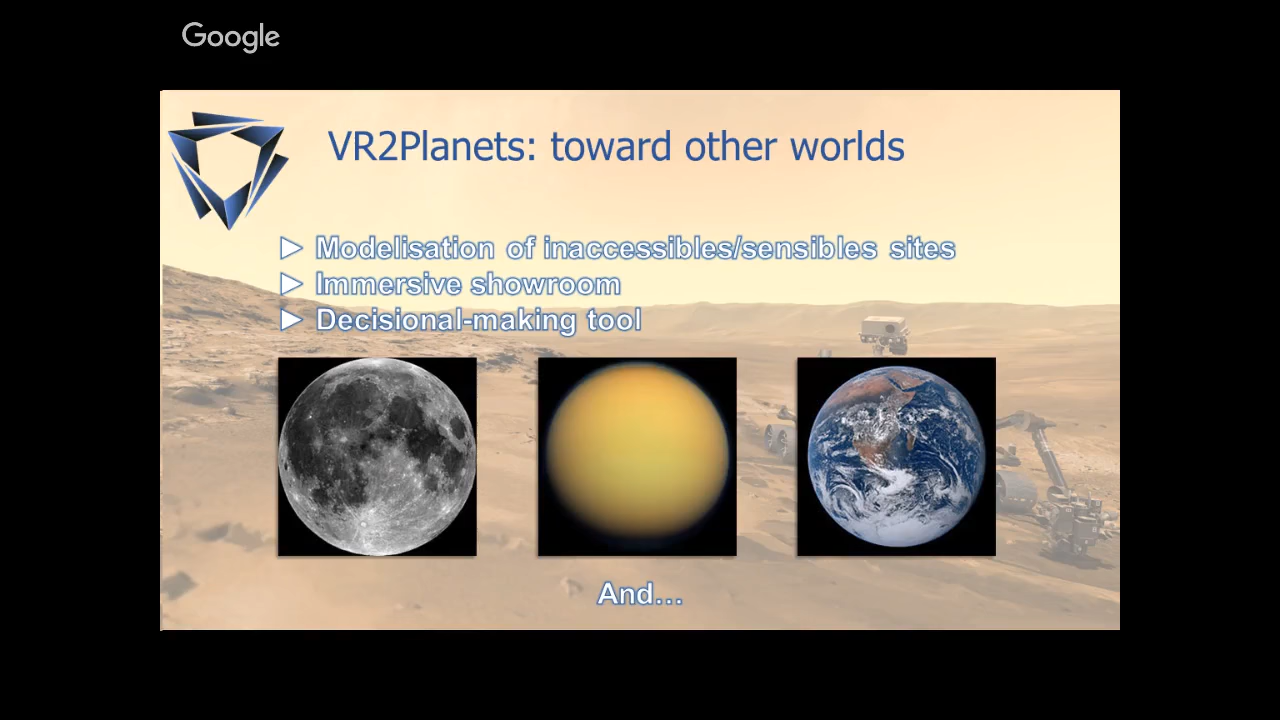 Google
VR2Planets: toward other worlds
Modelisation of inaccessibles/sensibles sites
Immersive showroom
Decisional-making tool
And...